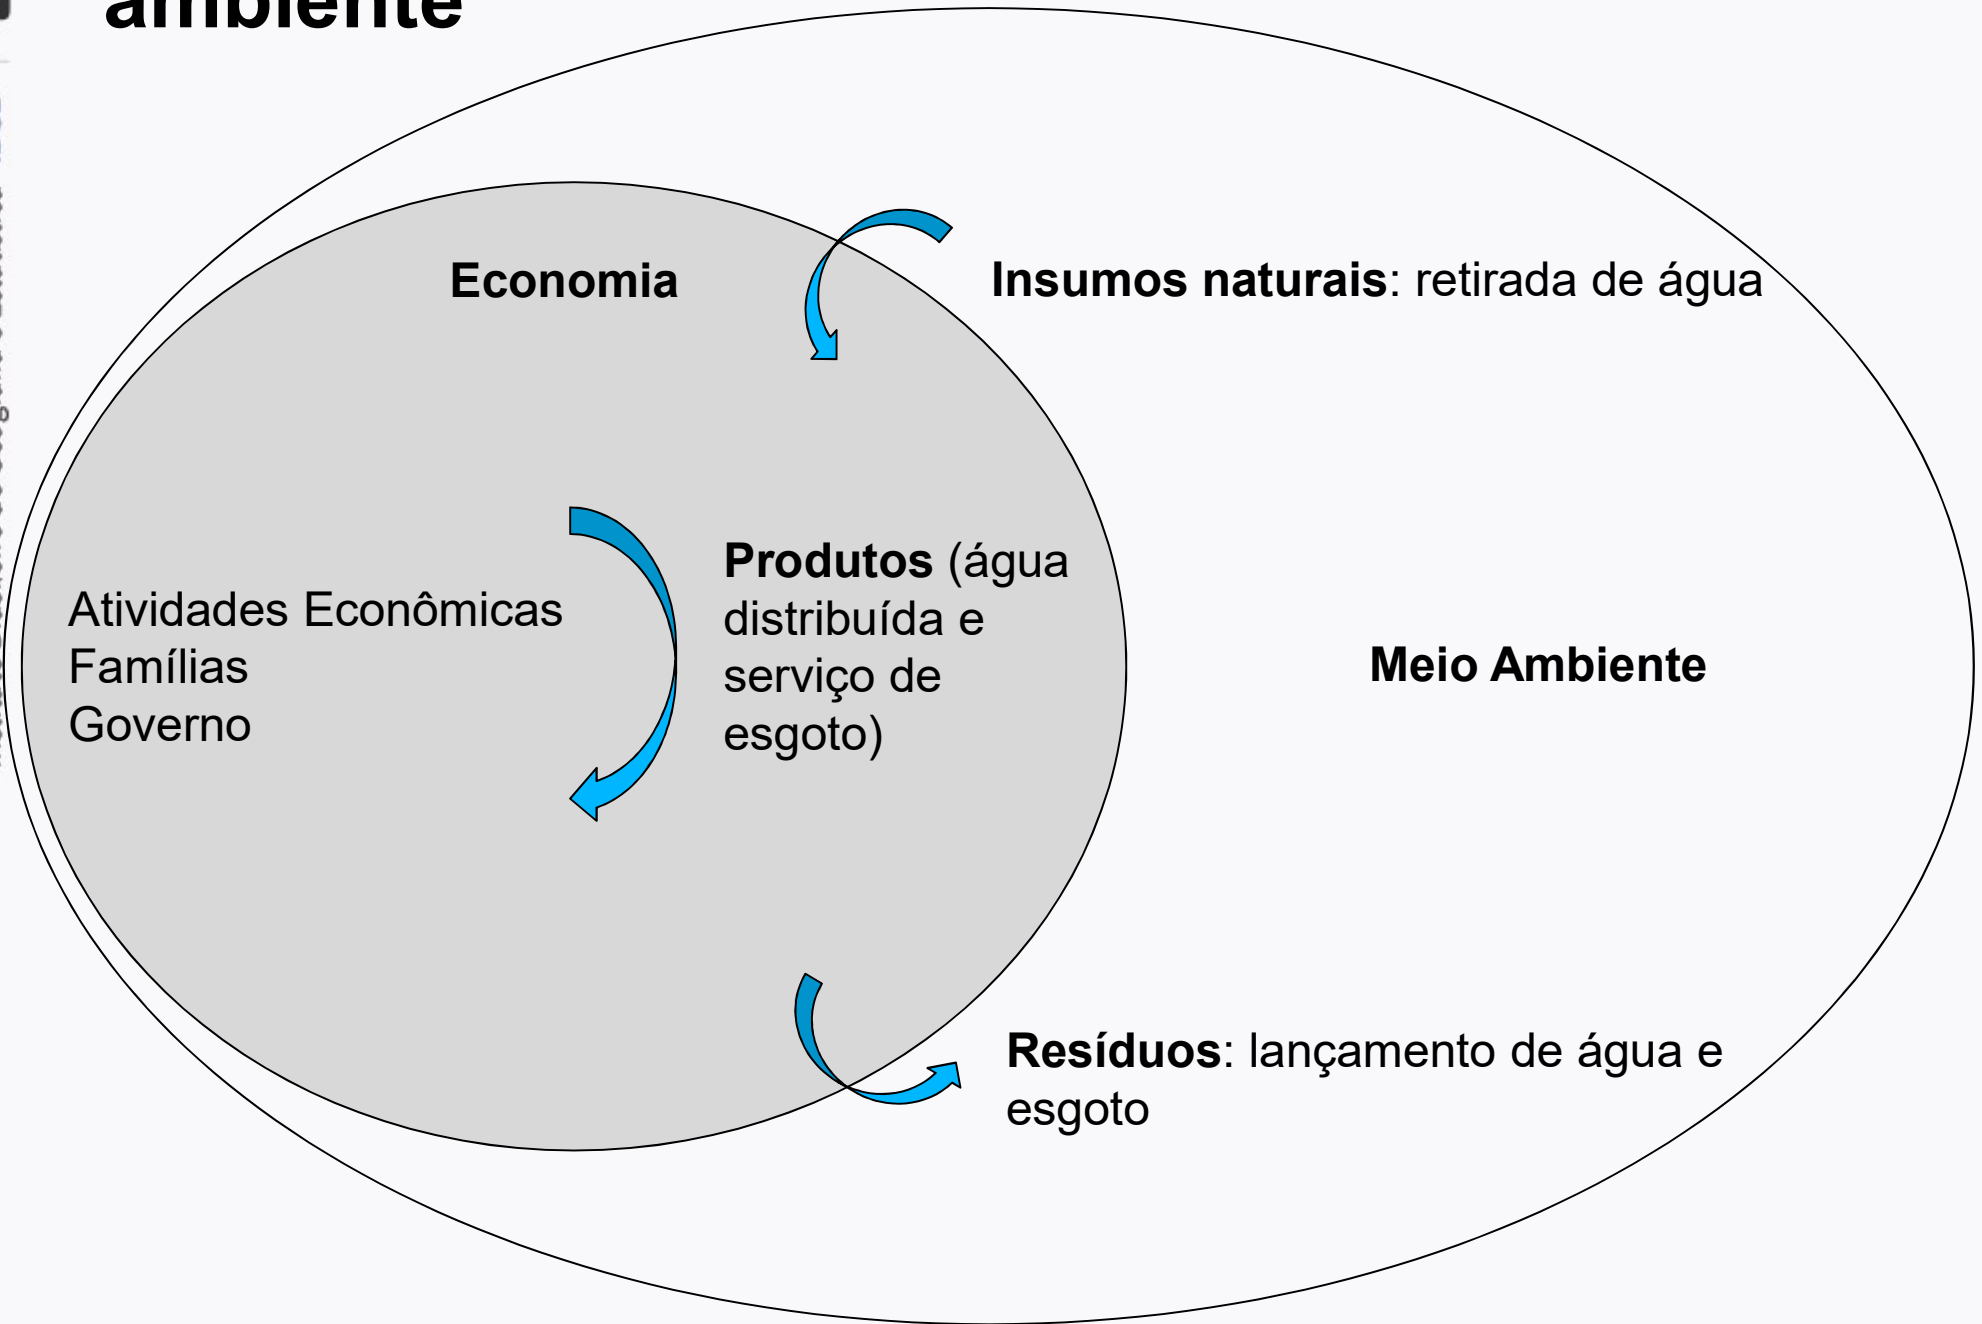 ambiente
Economia
Insumos naturais: retirada de água
Produtos (água
distribuída e
serviço de
esgoto)
Atividades Econômicas
Famílias
Governo
Meio Ambiente
Resíduos: lançamento de água e
esgoto